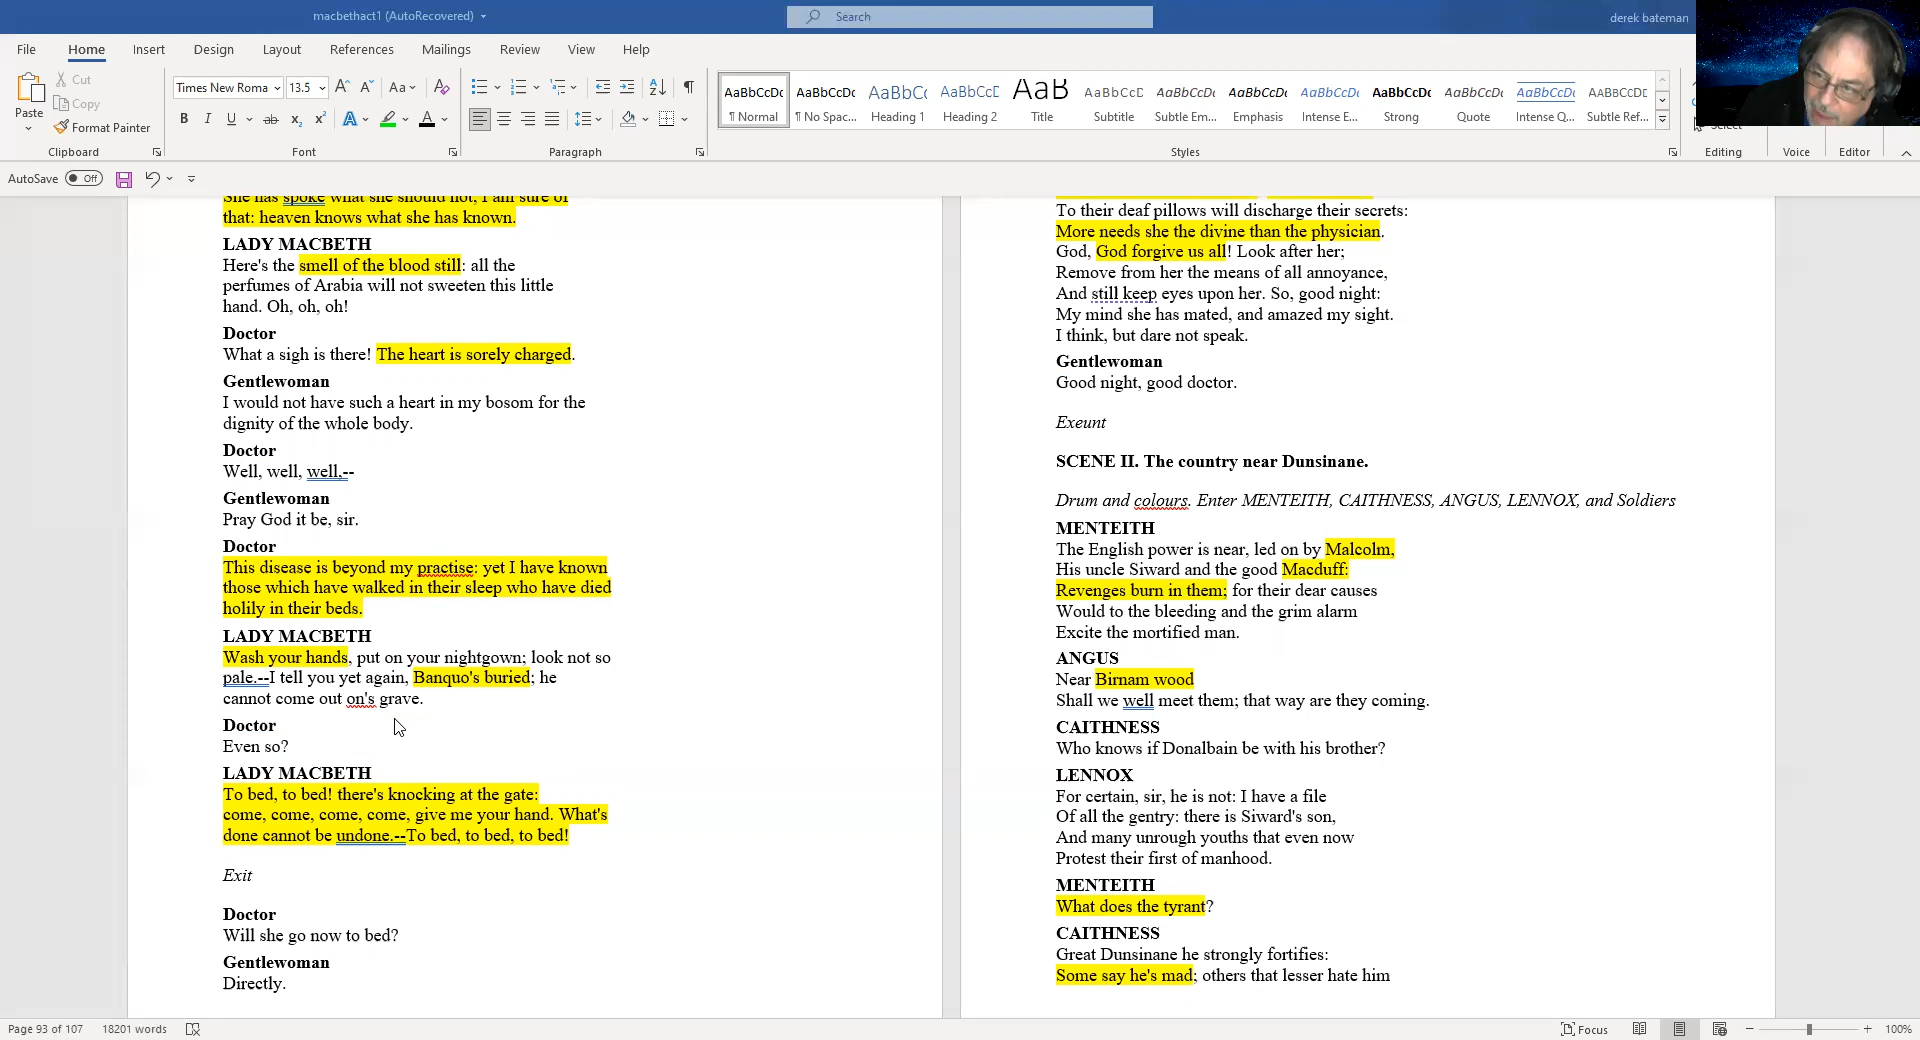 macbethact1 (AutoRecovered)
Search
derek bateman
File Home Insert Design Layout References Mailings Review View Help
Paste
Cut
Copy
Format Painter
Clipboard
Times New Roma 13.5
Font
Paragraph
AaBbCcDc AaBbCcDc AaBbCc AaBbCcD AaB AaBbCcD AaBbCcDc AaBbCcDc AaBbCcDc AaBbCcDc AaBbCcDc AaBbCcDc AABBCCDD
¶ Normal ¶ No Spac... Heading 1 Heading 2 Title Subtitle Subtle Em... Emphasis Intense E... Strong Quote Intense Q... Subtle Ref...
Styles
Select
Editing
Voice
Editor
AutoSave Off
She has spoke what she should not, I am sure of
that: heaven knows what she has known.
LADY MACBETH
Here's the smell of the blood still: all the
perfumes of Arabia will not sweeten this little
hand. Oh, oh, oh!
Doctor
What a sigh is there! The heart is sorely charged.
Gentlewoman
I would not have such a heart in my bosom for the
dignity of the whole body.
Doctor
Well, well, well,--
Gentlewoman
Pray God it be, sir.
Doctor
This disease is beyond my practise: yet I have known
those which have walked in their sleep who have died
holily in their beds.
LADY MACBETH
Wash your hands, put on your nightgown; look not so
pale.--I tell you yet again, Banquo's buried; he
cannot come out on's grave.
Doctor
Even so?
LADY MACBETH
To bed, to bed! there's knocking at the gate:
come, come, come, come, give me your hand. What's
done cannot be undone.--To bed, to bed, to bed!
Exit
Doctor
Will she go now to bed?
Gentlewoman
Directly.
To their deaf pillows will discharge their secrets:
More needs she the divine than the physician.
God, God forgive us all! Look after her;
Remove from her the means of all annoyance,
And still keep eyes upon her. So, good night:
My mind she has mated, and amazed my sight.
I think, but dare not speak.
Gentlewoman
Good night, good doctor.
Exeunt
SCENE II. The country near Dunsinane.
Drum and colours. Enter MENTEITH, CAITHNESS, ANGUS, LENNOX, and Soldiers
MENTEITH
The English power is near, led on by Malcolm,
His uncle Siward and the good Macduff:
Revenges burn in them; for their dear causes
Would to the bleeding and the grim alarm
Excite the mortified man.
ANGUS
Near Birnam wood
Shall we well meet them; that way are they coming.
CAITHNESS
Who knows if Donalbain be with his brother?
LENNOX
For certain, sir, he is not: I have a file
Of all the gentry: there is Siward's son,
And many unrough youths that even now
Protest their first of manhood.
MENTEITH
What does the tyrant?
CAITHNESS
Great Dunsinane he strongly fortifies:
Some say he's mad; others that lesser hate him
Page 93 of 107 18201 words
Focus
100%